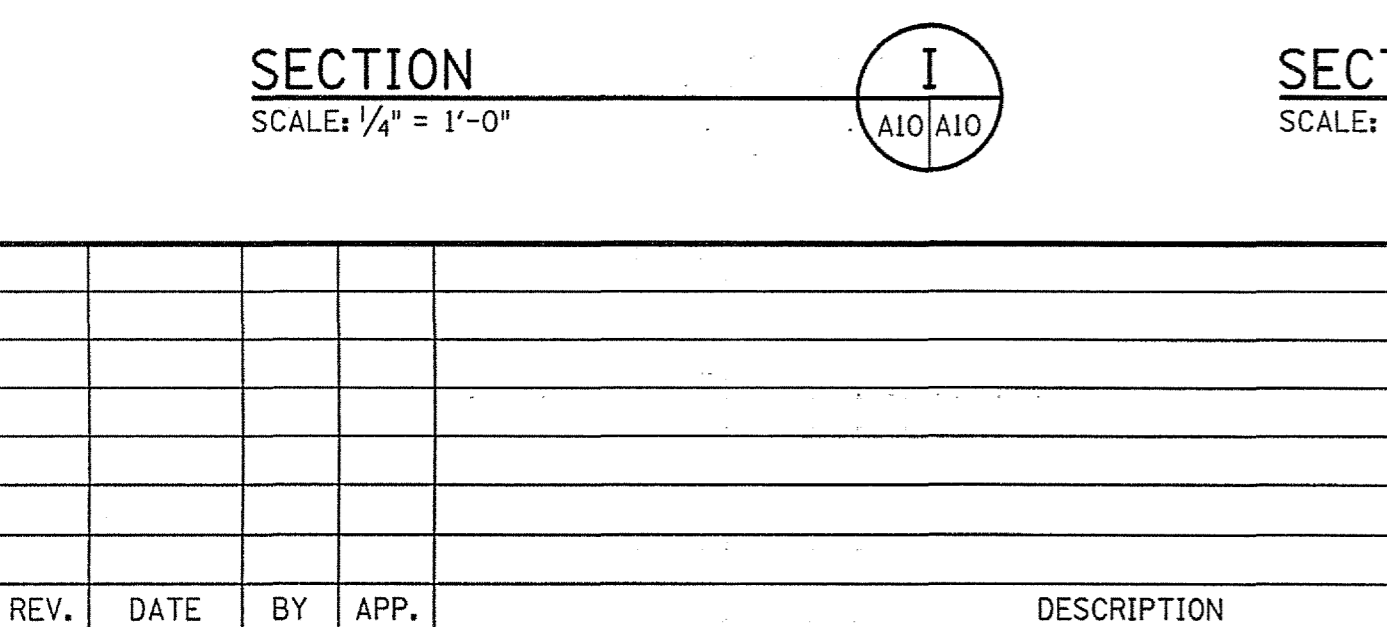 SECTION
SCALE: 1/4" = 1'-0"
I
A10 A10
SEC
SCALE:
REV. DATE BY APP. DESCRIPTION